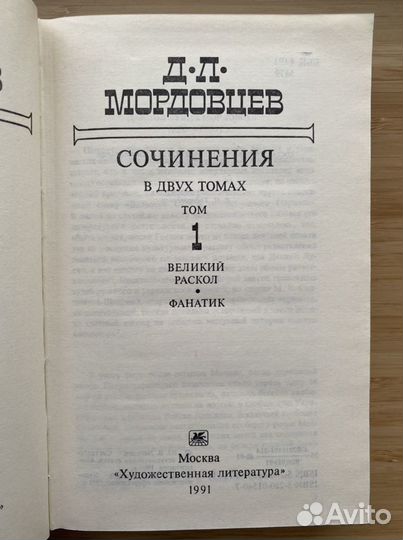 Д·Л·
МОРДОВЦЕВ
СОЧИНЕНИЯ
В ДВУХ ТОМАХ
ТОМ
1
ВЕЛИКИЙ
РАСКОЛ
•
ФАНАТИК
Москва
«Художественная литература»
1991
Avito